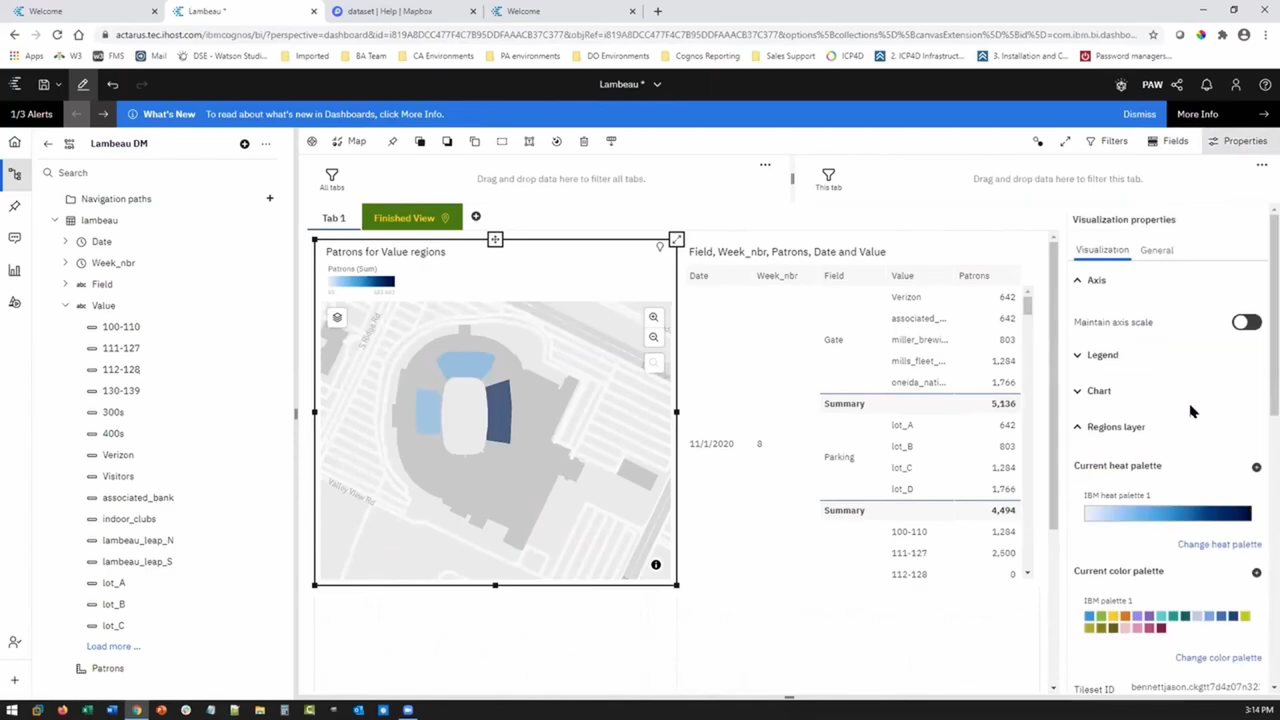 Welcome
Lambeau *
dataset | Help | Mapbox
Welcome
actarus.tec.ihost.com/ibmcognos/bi/?perspective=dashboard&id=i819A8DCC477F4C7B95DDFAAACB37C377&objRef=i819A8DCC477F4C7B95DDFAAACB37C377&options%5Bcollections%5D%5BcanvasExtension%5D%5Bid%5D=com.ibm.bi.dashbo...
Apps W3 FMS Mail DSE - Watson Studi... Imported BA Team CA Environments PA environments DO Environments Cognos Reporting Sales Support ICP4D 2. ICP4D Infrastruct... 3. Installation and C... Password managers...
Lambeau *
PAW
1/3 Alerts
What's New To read about what's new in Dashboards, click More Info.
Dismiss
More Info
Lambeau DM
Map
Filters
Fields
Properties
Search
All tabs
Drag and drop data here to filter all tabs.
This tab
Drag and drop data here to filter this tab.
Navigation paths
lambeau
Date
Week_nbr
abc Field
abc Value
100-110
111-127
112-128
130-139
300s
400s
Verizon
Visitors
associated_bank
indoor_clubs
lambeau_leap_N
lambeau_leap_S
lot_A
lot_B
lot_C
Load more ...
Patrons
Tab 1
Finished View
Patrons for Value regions
Patrons (Sum)
Valley View Rd
Field, Week_nbr, Patrons, Date and Value
Date Week_nbr Field Value Patrons
Verizon 642
associated_... 642
Gate miller_brewi... 803
mills_fleet_... 1,284
oneida_nati... 1,766
Summary 5,136
lot_A 642
11/1/2020 8
lot_B 803
Parking
lot_C 1,284
lot_D 1,766
Summary 4,494
100-110 1,284
111-127 2,500
112-128 0
Visualization properties
Visualization General
Axis
Maintain axis scale
Legend
Chart
Regions layer
Current heat palette
IBM heat palette 1
Change heat palette
Current color palette
IBM palette 1
Change color palette
Tileset ID bennettjason.ckgtt7d4z07n32
3:14 PM